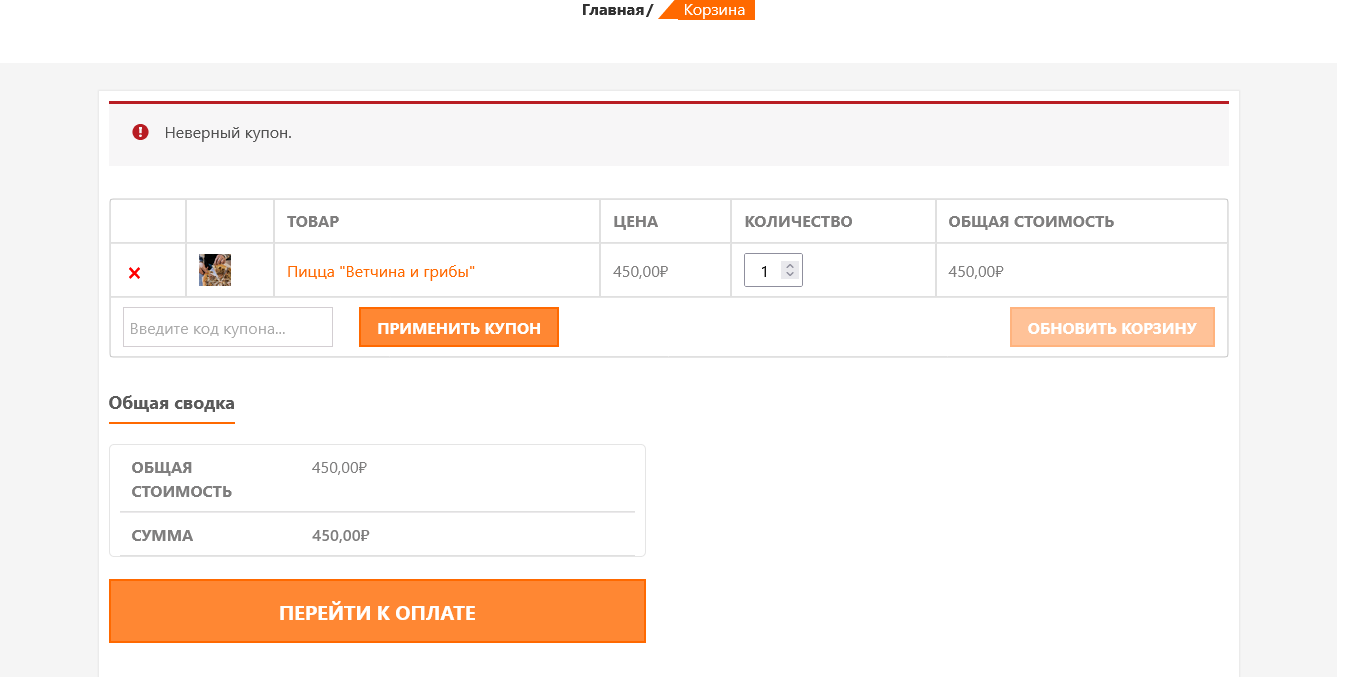 Главная/ Корзина
Неверный купон.
ТОВАР ЦЕНА КОЛИЧЕСТВО ОБЩАЯ СТОИМОСТЬ
Пицца "Ветчина и грибы" 450,00₽ 1 450,00₽
Введите код купона... ПРИМЕНИТЬ КУПОН ОБНОВИТЬ КОРЗИНУ
Общая сводка
ОБЩАЯ СТОИМОСТЬ 450,00₽
СУММА 450,00₽
ПЕРЕЙТИ К ОПЛАТЕ